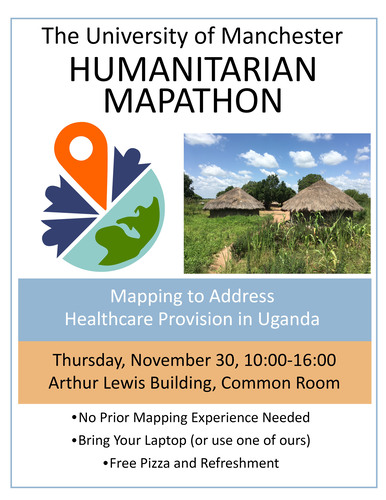 The University of Manchester
HUMANITARIAN
MAPATHON
Mapping to Address
Healthcare Provision in Uganda
Thursday, November 30, 10:00-16:00
Arthur Lewis Building, Common Room
•No Prior Mapping Experience Needed
•Bring Your Laptop (or use one of ours)
•Free Pizza and Refreshment